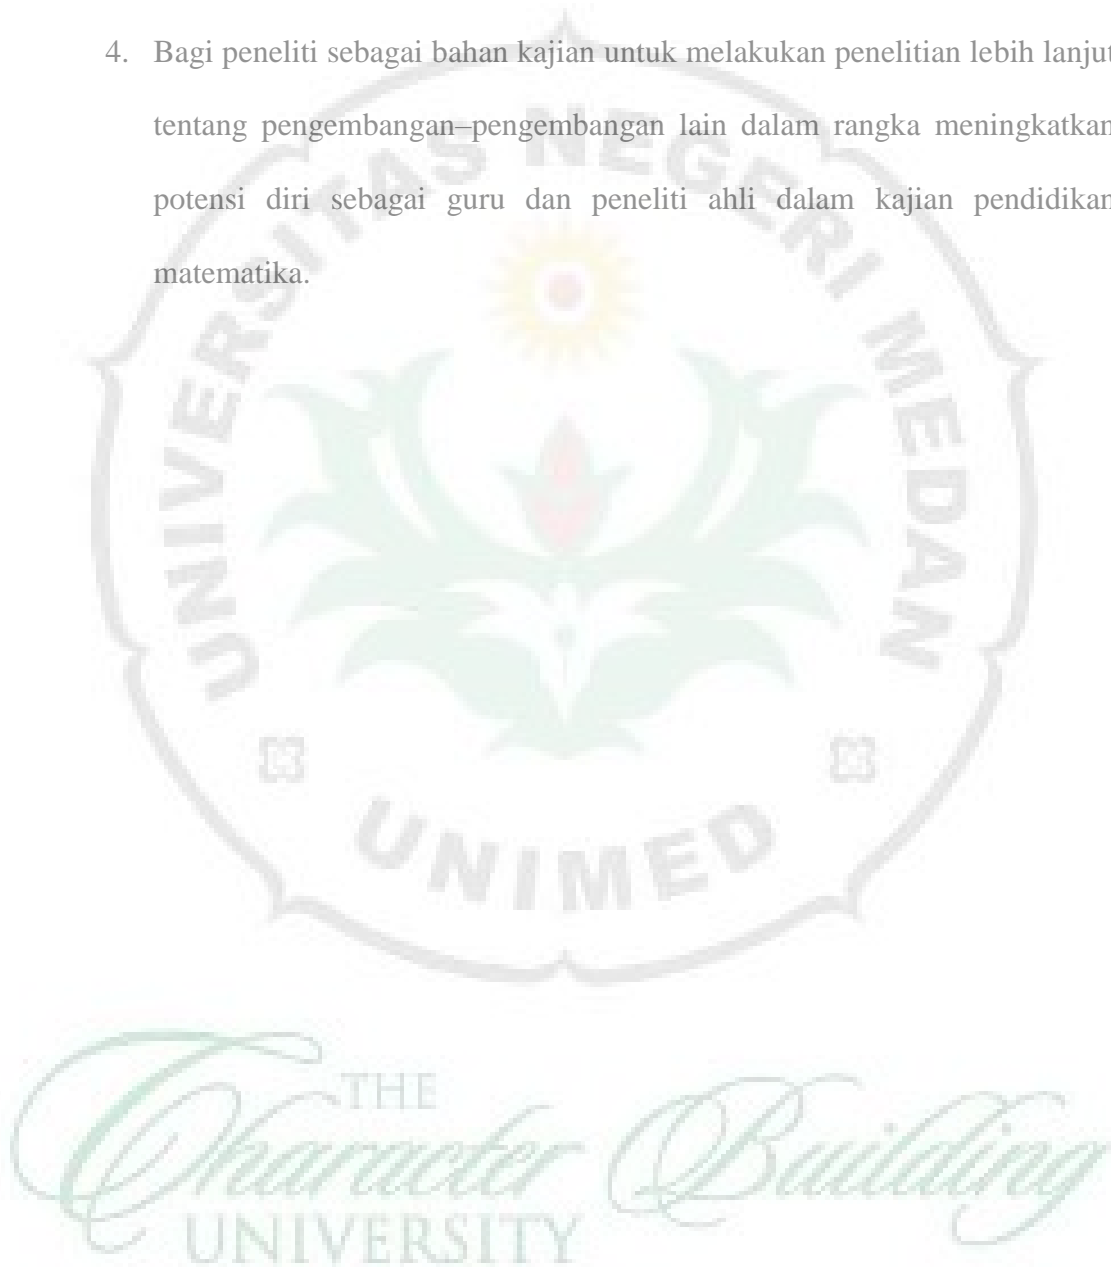 4. Bagi peneliti sebagai bahan kajian untuk melakukan penelitian lebih lanjut
tentang pengembangan–pengembangan lain dalam rangka meningkatkan
potensi diri sebagai guru dan peneliti ahli dalam kajian pendidikan
matematika.
UNIVERSITAS NEGERI MEDAN
UNIMED
THE
Character Building
UNIVERSITY